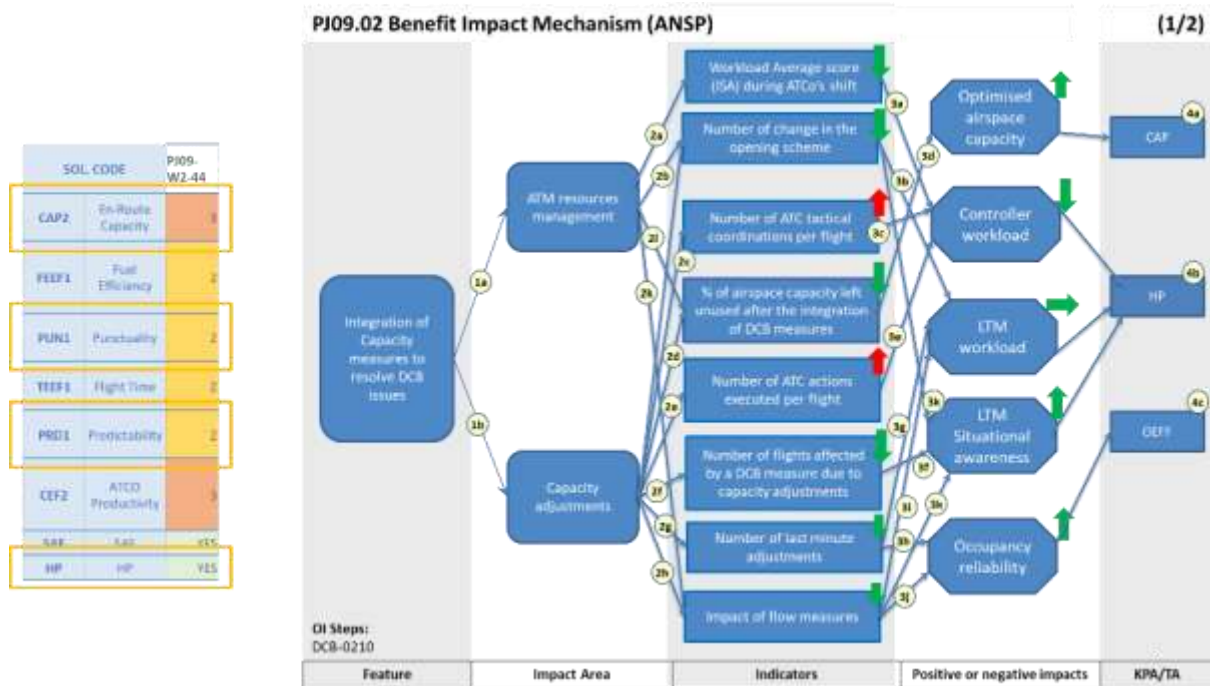 PJ09.02 Benefit Impact Mechanism (ANSP) (1/2)
SOL. CODE
PJ09-
W2-44
CAP2
En-Route
Capacity
3
FEEF1
Fuel
Efficiency
2
PUN1
Punctuality
2
TEFF1
Flight Time
2
PRD1
Predictability
2
CEF2
ATCO
Productivity
3
SAF
SAF
YES
HP
HP
YES
Integration of
Capacity
measures to
resolve DCB
issues
1a
1b
ATM resources
management
Capacity
adjustments
2a
2b
2k
2d
2e
2f
2g
2h
Workload Average score
(ISA) during ATCo's shift
Number of change in the
opening scheme
Number of ATC tactical
coordinations per flight
% of airspace capacity left
unused after the integration
of DCB measures
Number of ATC actions
executed per flight
Number of flights affected
by a DCB measure due to
capacity adjustments
Number of last minute
adjustments
Impact of flow measures
3a
3d
3b
3c
3e
3k
3g
3f
3h
3j
Optimised
airspace
capacity
Controller
workload
LTM
workload
LTM
Situational
awareness
Occupancy
reliability
4a
CAP
4b
HP
4c
OEFF
OI Steps:
DCB-0210
Feature
Impact Area
Indicators
Positive or negative impacts
KPA/TA